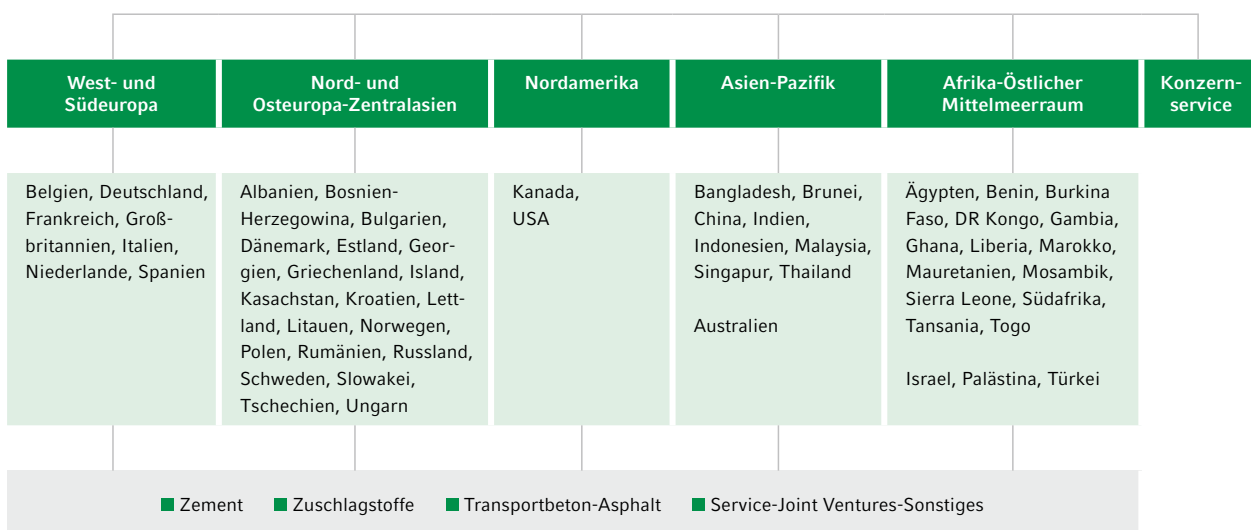 West- und
Südeuropa
Nord- und
Osteuropa-Zentralasien
Nordamerika
Asien-Pazifik
Afrika-Östlicher
Mittelmeerraum
Konzern-
service
Belgien, Deutschland,
Frankreich, Groß-
britannien, Italien,
Niederlande, Spanien
Albanien, Bosnien-
Herzegowina, Bulgarien,
Dänemark, Estland, Geor-
gien, Griechenland, Island,
Kasachstan, Kroatien, Lett-
land, Litauen, Norwegen,
Polen, Rumänien, Russland,
Schweden, Slowakei,
Tschechien, Ungarn
Kanada,
USA
Bangladesh, Brunei,
China, Indien,
Indonesien, Malaysia,
Singapur, Thailand
Australien
Ägypten, Benin, Burkina
Faso, DR Kongo, Gambia,
Ghana, Liberia, Marokko,
Mauretanien, Mosambik,
Sierra Leone, Südafrika,
Tansania, Togo
Israel, Palästina, Türkei
Zement
Zuschlagstoffe
Transportbeton-Asphalt
Service-Joint Ventures-Sonstiges